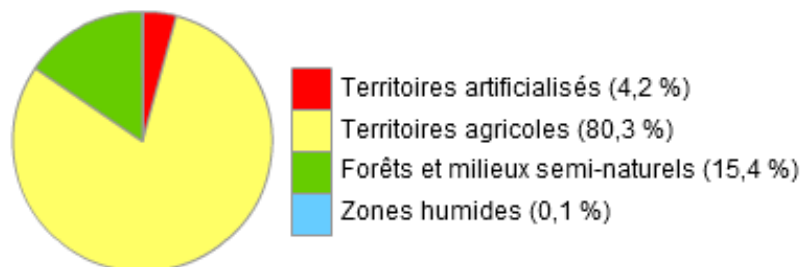 Territoires artificialisés (4,2 %)
Territoires agricoles (80,3 %)
Forêts et milieux semi-naturels (15,4 %)
Zones humides (0,1 %)